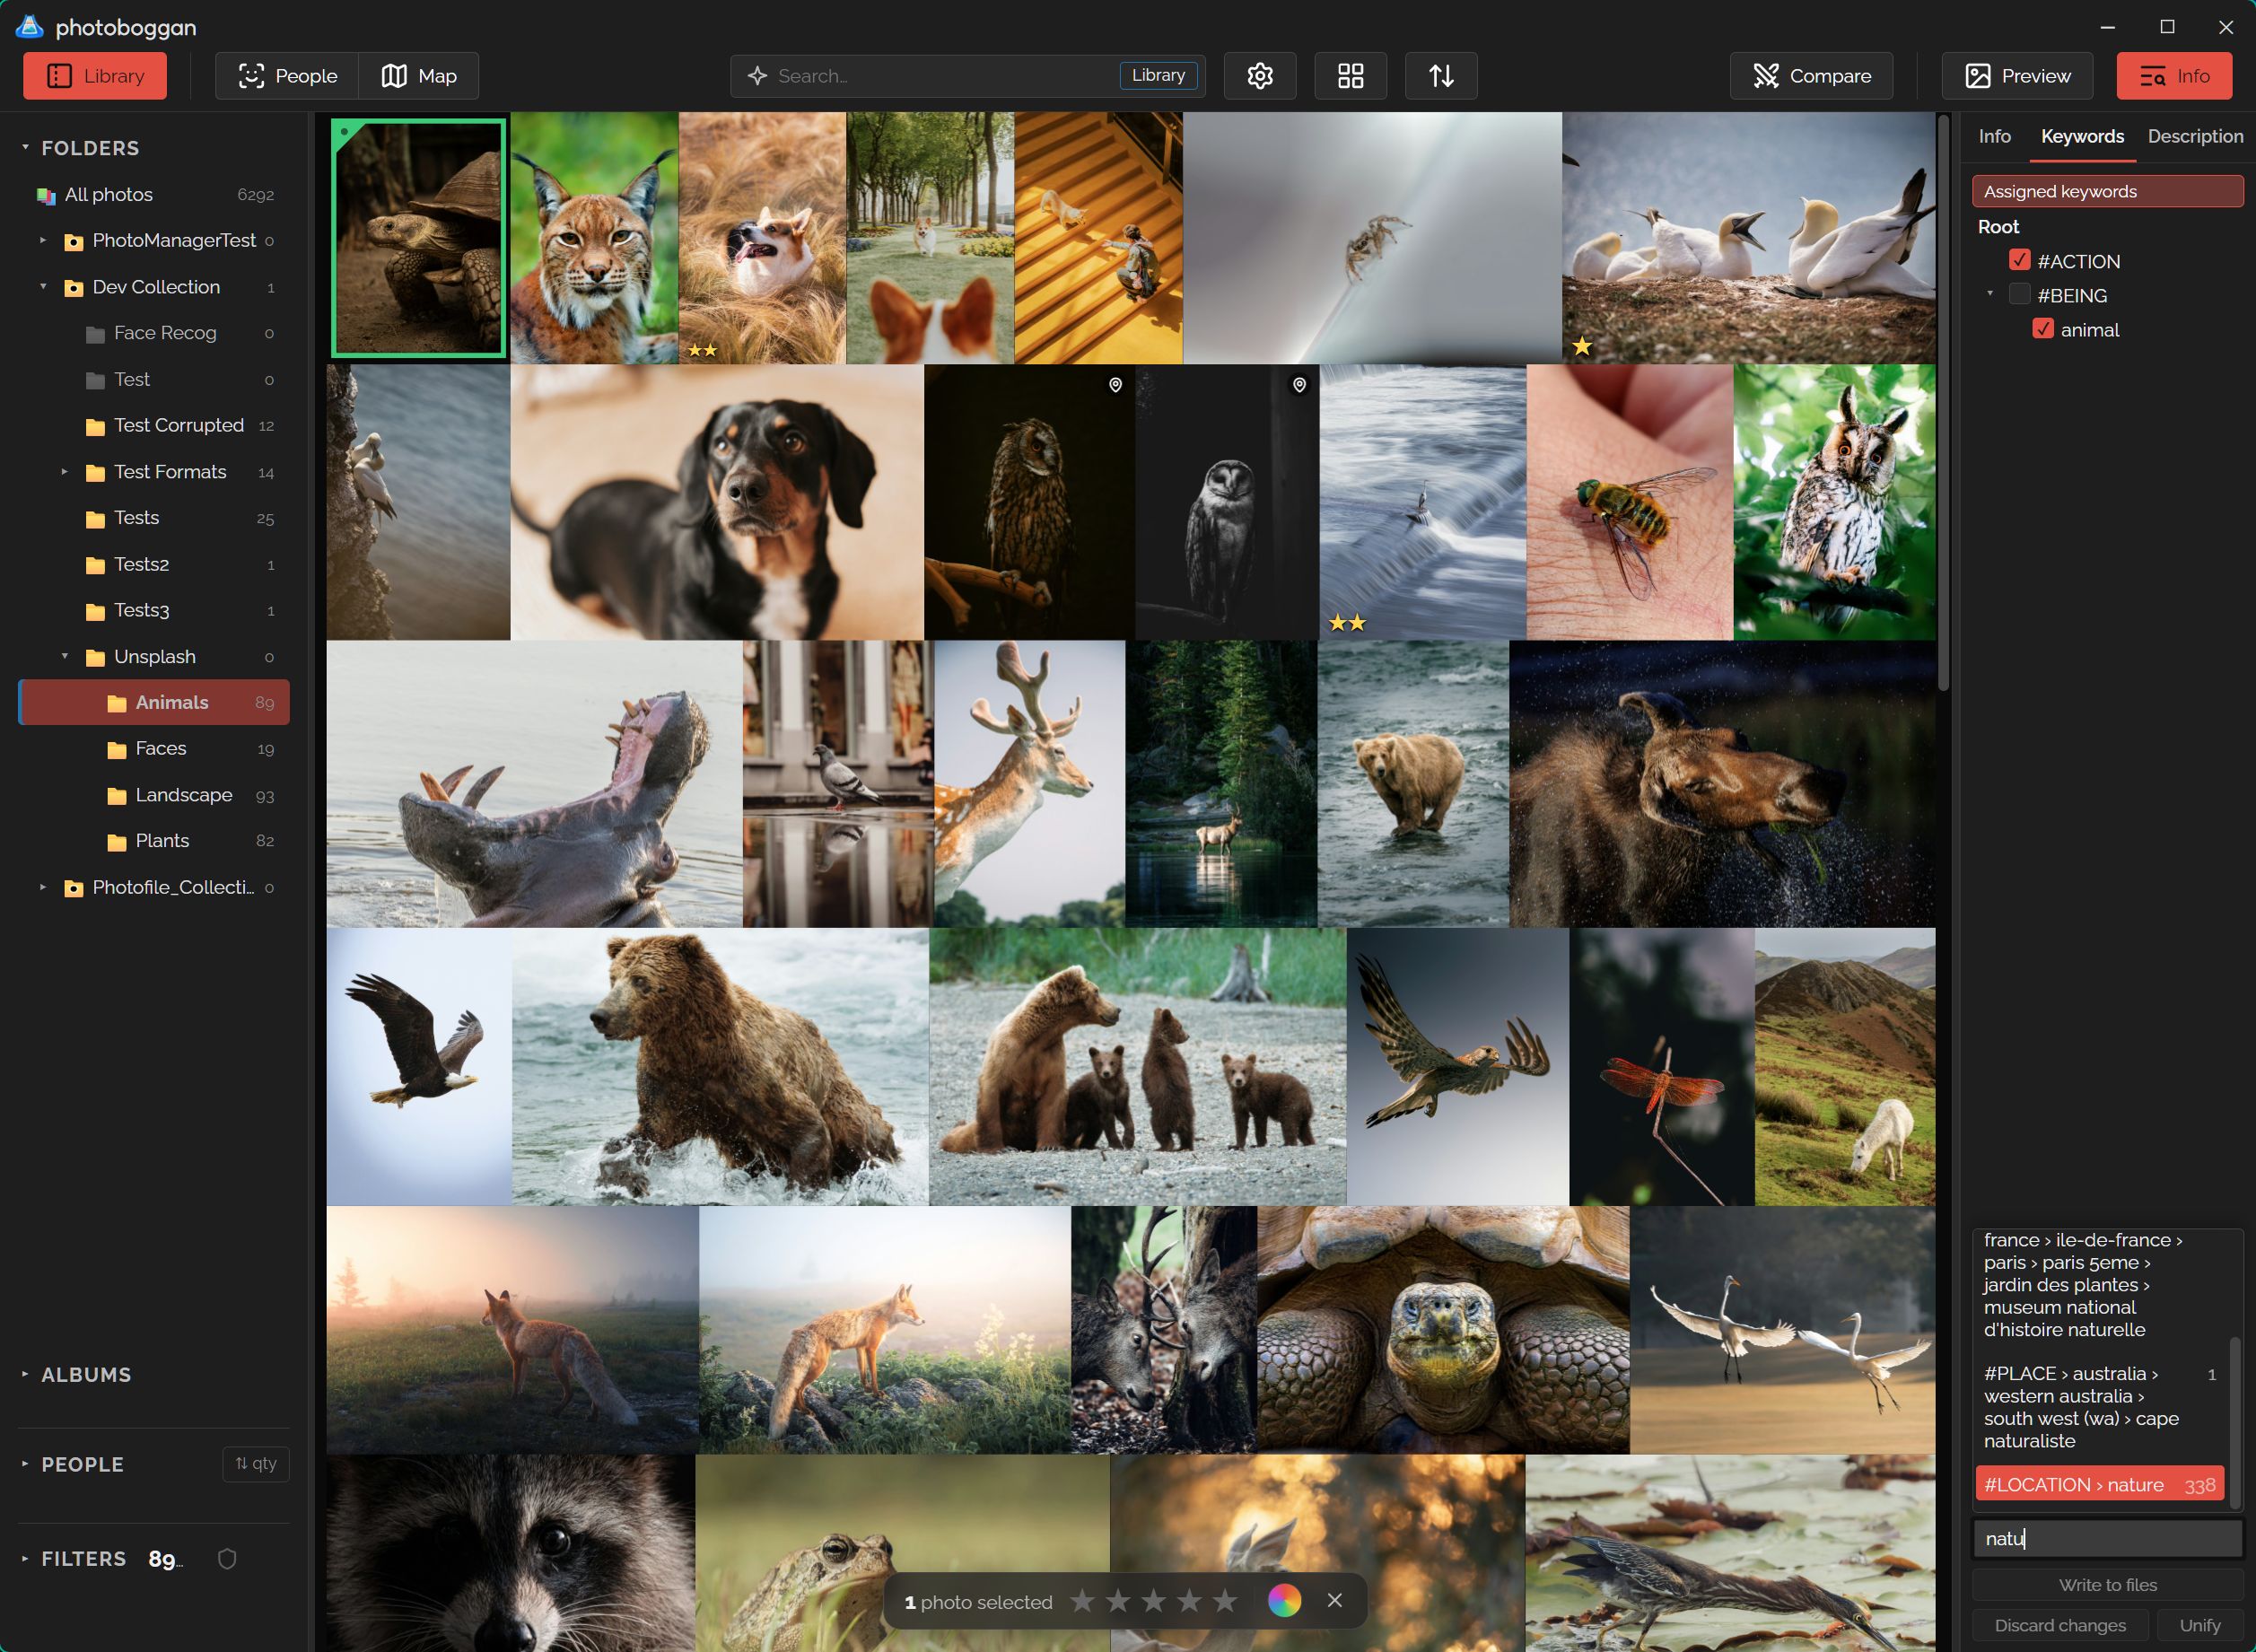 photoboggan
Library
People
Map
Search...
Library
Compare
Preview
Info
FOLDERS
All photos 6292
PhotoManagerTest 0
Dev Collection 1
Face Recog 0
Test 0
Test Corrupted 12
Test Formats 14
Tests 25
Tests2 1
Tests3 1
Unsplash 0
Animals 89
Faces 19
Landscape 93
Plants 82
Photofile_Collecti... 0
ALBUMS
PEOPLE
⇅ qty
FILTERS 89...
1 photo selected
Info
Keywords
Description
Assigned keywords
Root
#ACTION
#BEING
animal
france › ile-de-france ›
paris › paris 5eme ›
jardin des plantes ›
museum national
d'histoire naturelle
#PLACE › australia › 1
western australia ›
south west (wa) › cape
naturaliste
#LOCATION › nature 338
natu
Write to files
Discard changes
Unify